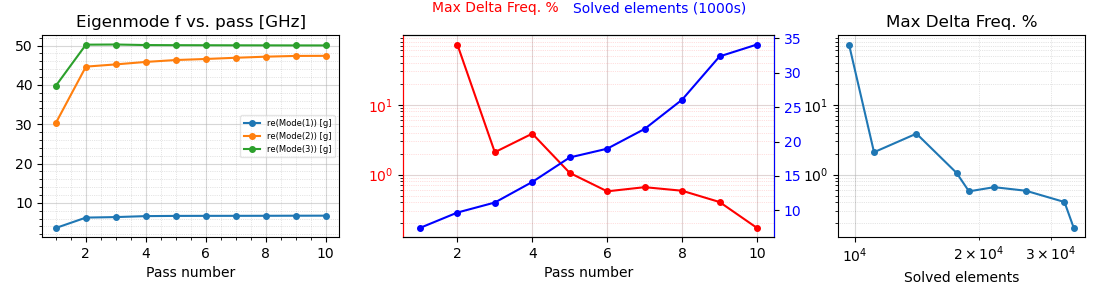 Eigenmode f vs. pass [GHz]
50
40
30
20
10
re(Mode(1)) [g]
re(Mode(2)) [g]
re(Mode(3)) [g]
2 4 6 8 10
Pass number
Max Delta Freq. % Solved elements (1000s)
10¹
10⁰
35
30
25
20
15
10
2 4 6 8 10
Pass number
Max Delta Freq. %
10¹
10⁰
10⁴ 2 × 10⁴ 3 × 10⁴
Solved elements